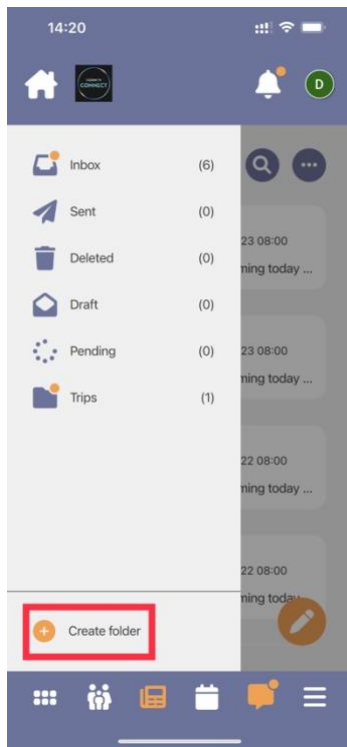 14:20
CONNECT
D
Inbox (6)
Sent (0)
23 08:00
Deleted (0)
ming today ...
Draft (0)
Pending (0)
23 08:00
ming today ...
Trips (1)
22 08:00
ming today ...
22 08:00
ming today
Create folder